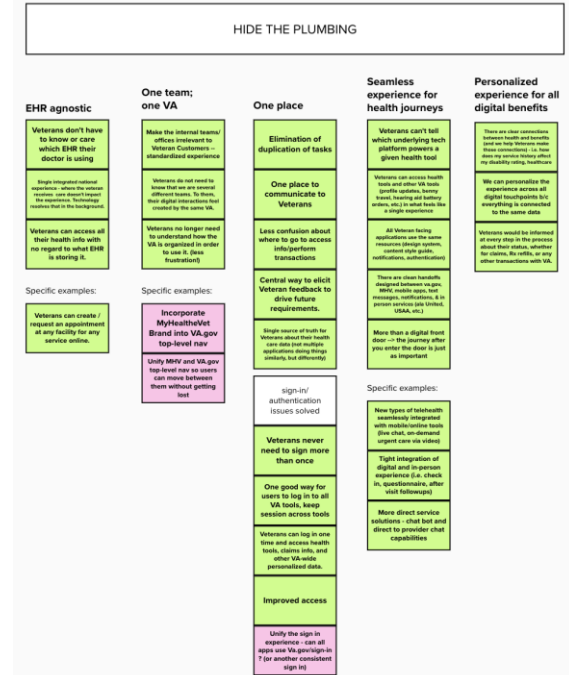 HIDE THE PLUMBING
EHR agnostic
Veterans don't have
to know or care
which EHR their
doctor is using
Single integrated national
experience - where the veteran
receives care doesn't impact
the experience. Technology
resolves that in the background.
Veterans can access
all their health info with
no regard to what EHR
is storing it.
Specific examples:
Veterans can create /
request an appointment
at any facility for any
service online.
One team;
one VA
Make the internal teams/
offices irrelevant to
Veteran Customers –
standardized experience
Veterans do not need to
know that we are several
different teams. To them,
their digital interactions feel
created by the same VA.
Veterans no longer need
to understand how the
VA is organized in order
to use it. (less
frustration!)
Specific examples:
Incorporate
MyHealtheVet
Brand into VA.gov
top-level nav
Unify MHV and VA.gov
top-level nav so users
can move between
them without getting
lost
One place
Elimination of
duplication of tasks
One place to
communicate to
Veterans
Less confusion about
where to go to access
info/perform
transactions
Central way to elicit
Veteran feedback to
drive future
requirements.
Single source of truth for
Veterans about their health
care data (not multiple
applications doing things
similarly, but differently)
sign-in/
authentication
issues solved
Veterans never
need to sign more
than once
One good way for
users to log in to all
VA tools, keep
session across tools
Veterans can log in one
time and access health
tools, claims info, and
other VA-wide
personalized data.
Improved access
Unify the sign in
experience - can all
apps use Va.gov/sign-in
? (or another consistent
sign in)
Seamless
experience for
health journeys
Veterans can't tell
which underlying tech
platform powers a
given health tool
Veterans can access
health tools and other VA tools
(profile updates, benny
travel, hearing aid battery
orders, etc.) in what feels like
a single experience
All Veteran facing
applications use the same
resources (design system,
content style guide,
notifications, authentication)
There are clean handoffs
designed between va.gov,
MHV, mobile apps, text
messages, notifications, & in
person services (ala United,
USAA, etc.)
More than a digital front
door --> the journey after
you enter the door is just
as important
Specific examples:
New types of telehealth
seamlessly integrated
with mobile/online tools
(live chat, on-demand
urgent care via video)
Tight integration of
digital and in-person
experience (i.e. check
in, questionnaire, after
visit followups)
More direct service
solutions - chat bot and
direct to provider chat
capabilities
Personalized
experience for all
digital benefits
There are clear connections
between health and benefits
(and we help Veterans make
those connections) - i.e. how
does my service history affect
my disability rating, healthcare
We can personalize the
experience across all
digital touchpoints b/c
everything is connected
to the same data
Veterans would be informed
at every step in the process
about their status, whether
for claims, Rx refills, or any
other transactions with VA.